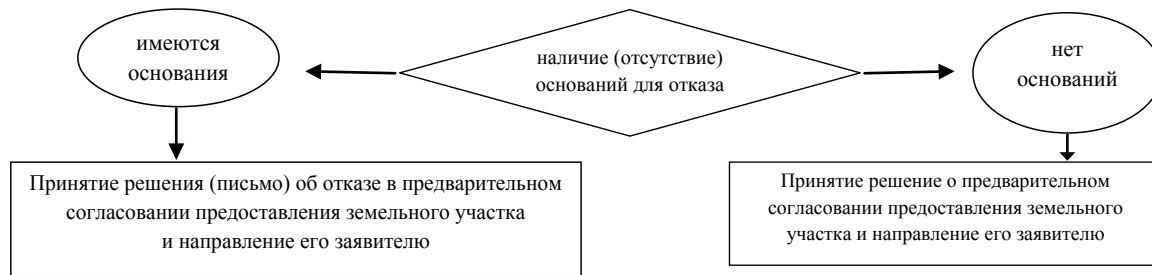 имеются
основания
наличие (отсутствие)
оснований для отказа
нет
оснований
Принятие решения (письмо) об отказе в предварительном
согласовании предоставления земельного участка
и направление его заявителю
Принятие решение о предварительном
согласовании предоставления земельного
участка и направление его заявителю